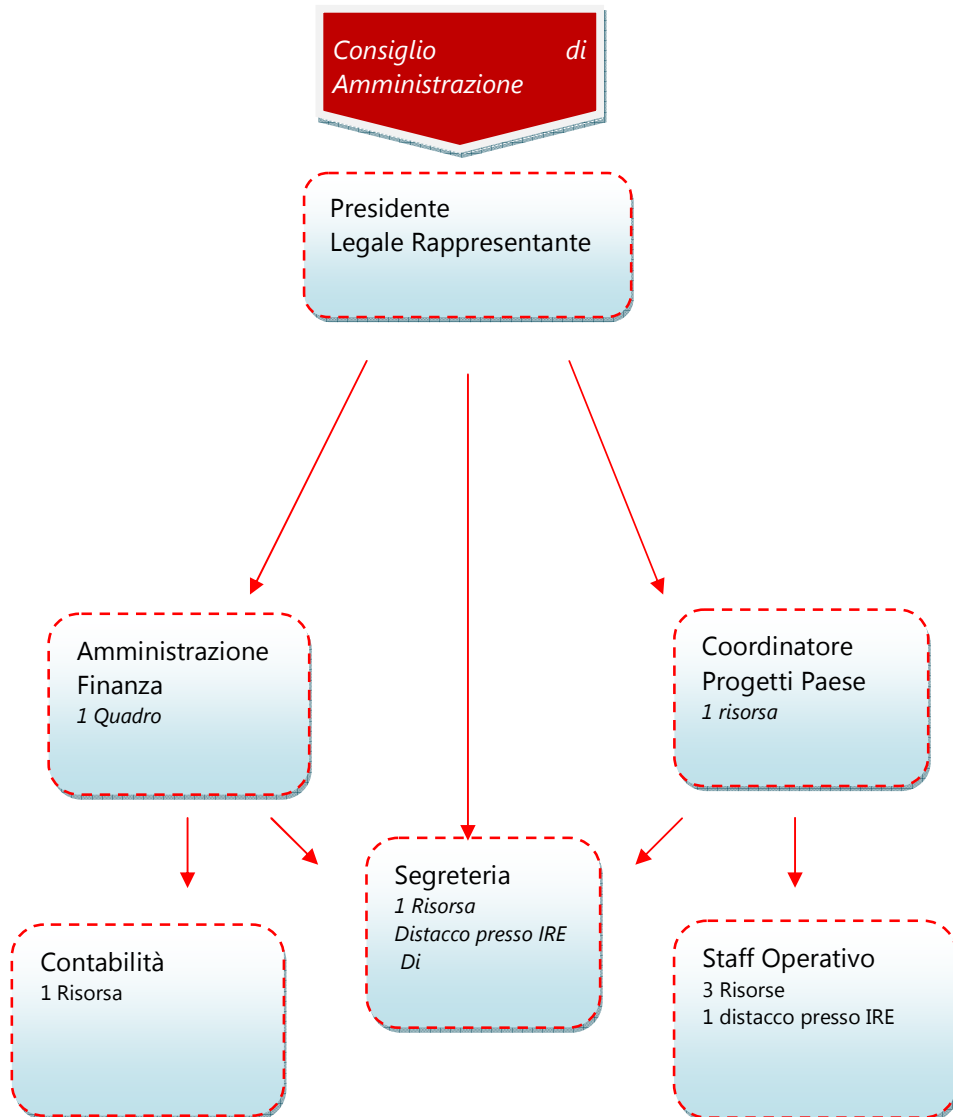 Consiglio di
Amministrazione
Presidente
Legale Rappresentante
Amministrazione
Finanza
1 Quadro
Coordinatore
Progetti Paese
1 risorsa
Segreteria
1 Risorsa
Distacco presso IRE
Di
Contabilità
1 Risorsa
Staff Operativo
3 Risorse
1 distacco presso IRE